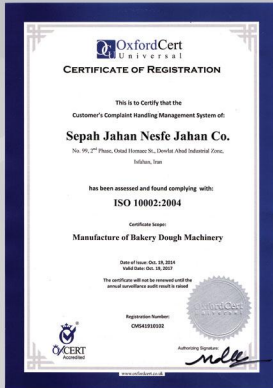 OxfordCert
Universal
CERTIFICATE OF REGISTRATION
This is to Certify that the
Customer's Complaint Handling Management System of:
Sepah Jahan Nesfe Jahan Co.
No. 99, 2nd Phase, Ostad Homaee St., Dowlat Abad Industrial Zone,
Isfahan, Iran
has been assessed and found complying with:
ISO 10002:2004
Certificate Scope:
Manufacture of Bakery Dough Machinery
Date of Issue: Oct. 19, 2014
Valid Date: Oct. 19, 2017
The certificate will not be renewed until the
annual surveillance audit result is raised
OxfordCert
UNIVERSAL
Registration Number:
CMS41910102
Authorizing Signature:
Accredited
www.oxfordcert.co.uk